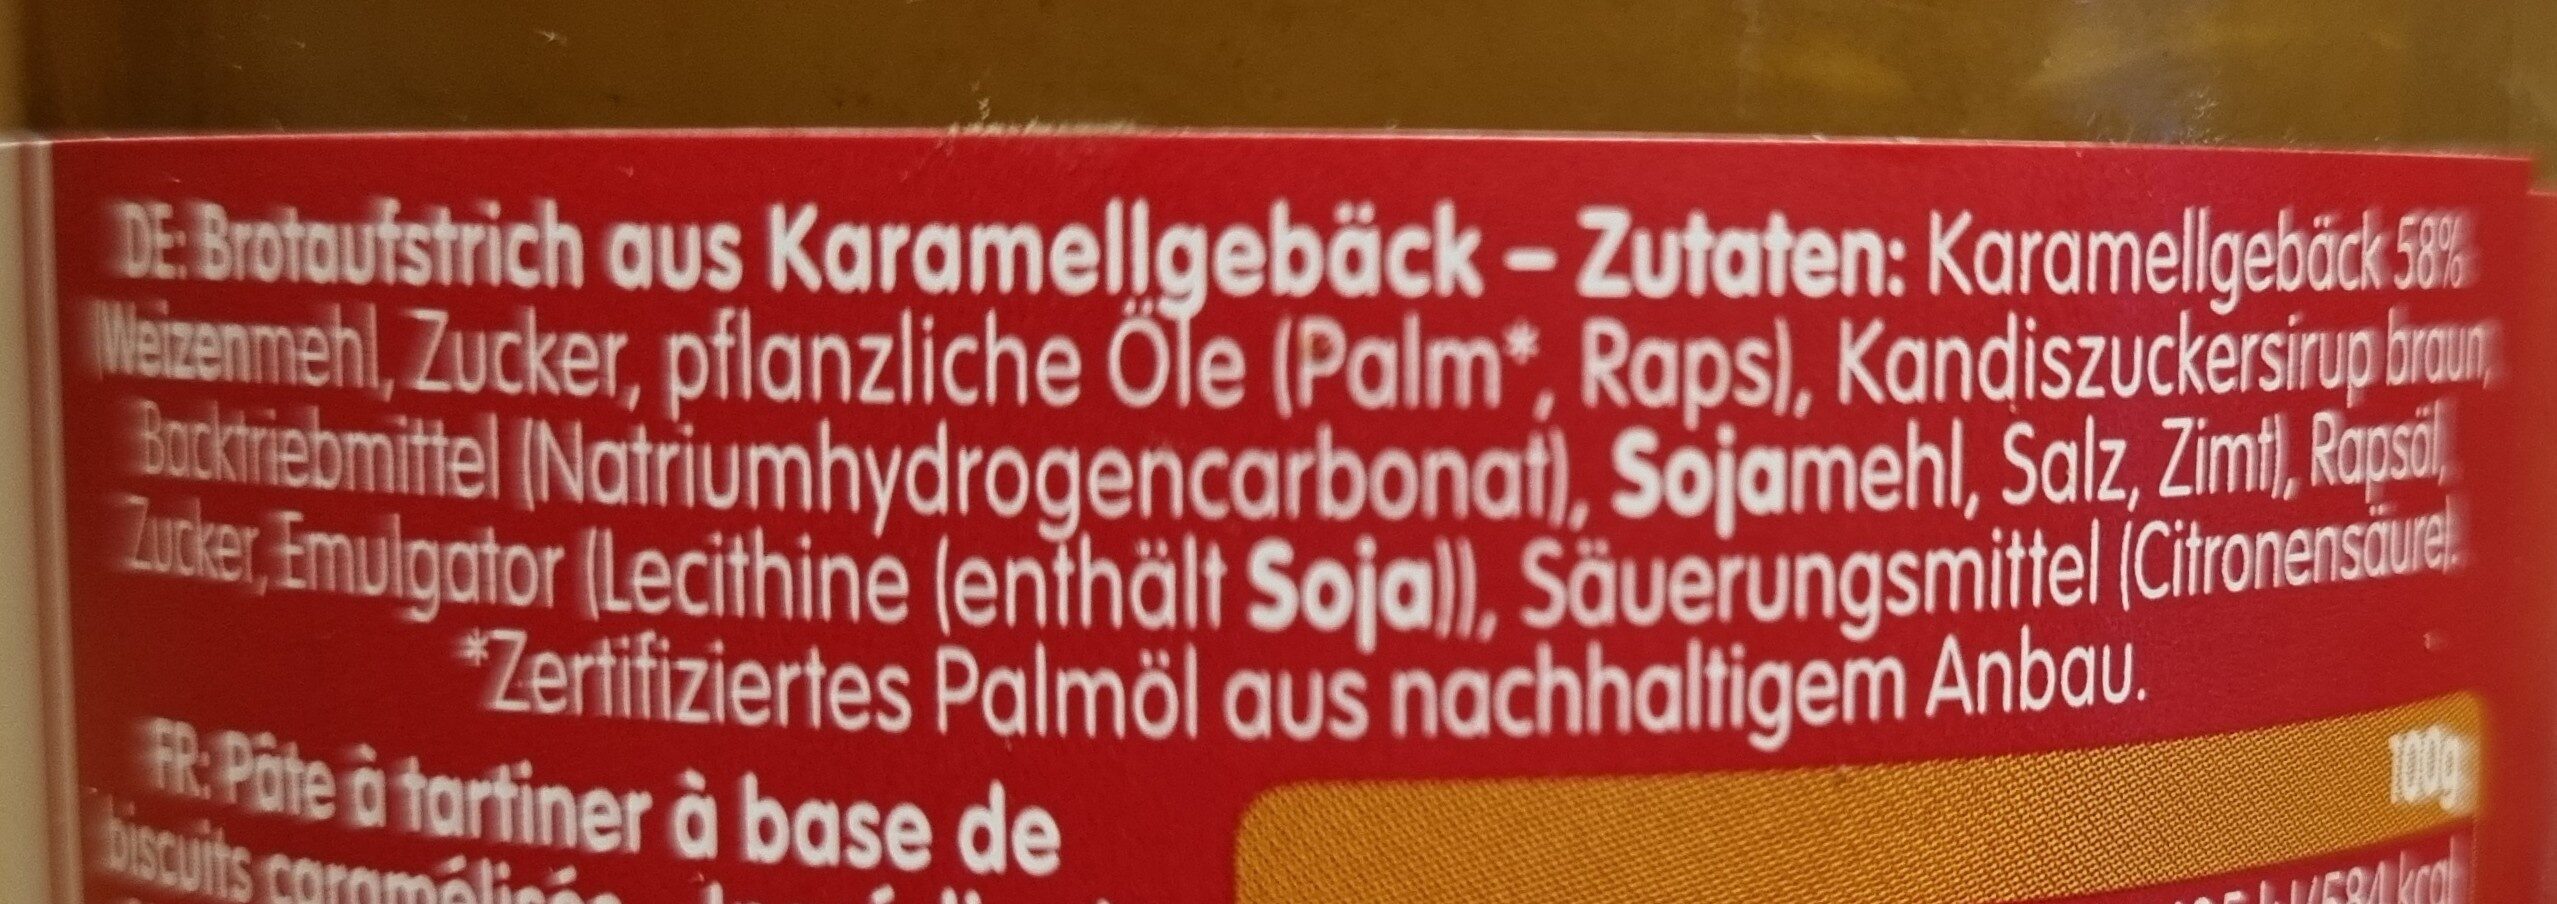 DE: Brotaufstrich aus Karamellgebäck – Zutaten: Karamellgebäck 58%
(Weizenmehl, Zucker, pflanzliche Öle (Palm*, Raps), Kandiszuckersirup braun,
Backtriebmittel (Natriumhydrogencarbonat), Sojamehl, Salz, Zimt), Rapsöl,
Zucker, Emulgator (Lecithine (enthält Soja)), Säuerungsmittel (Citronensäure).
*Zertifiziertes Palmöl aus nachhaltigem Anbau.
FR: Pâte à tartiner à base de
100g
biscuits caramélisés
584 kcal